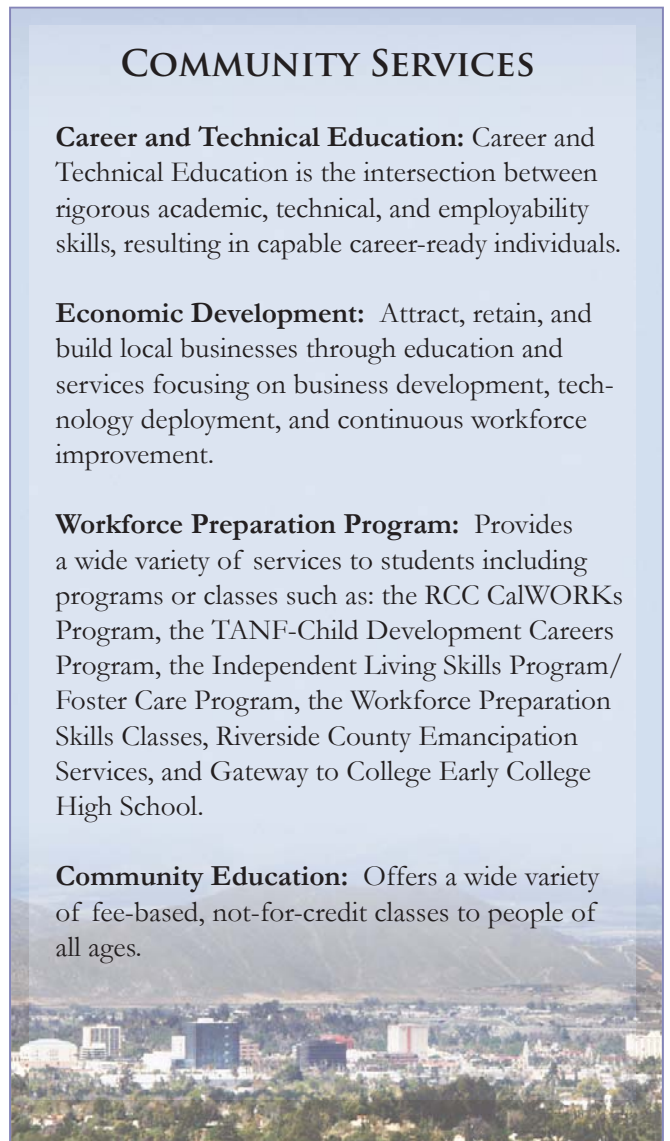 Community Services
Career and Technical Education: Career and
Technical Education is the intersection between
rigorous academic, technical, and employability
skills, resulting in capable career-ready individuals.
Economic Development: Attract, retain, and
build local businesses through education and
services focusing on business development, tech-
nology deployment, and continuous workforce
improvement.
Workforce Preparation Program: Provides
a wide variety of services to students including
programs or classes such as: the RCC CalWORKs
Program, the TANF-Child Development Careers
Program, the Independent Living Skills Program/
Foster Care Program, the Workforce Preparation
Skills Classes, Riverside County Emancipation
Services, and Gateway to College Early College
High School.
Community Education: Offers a wide variety
of fee-based, not-for-credit classes to people of
all ages.